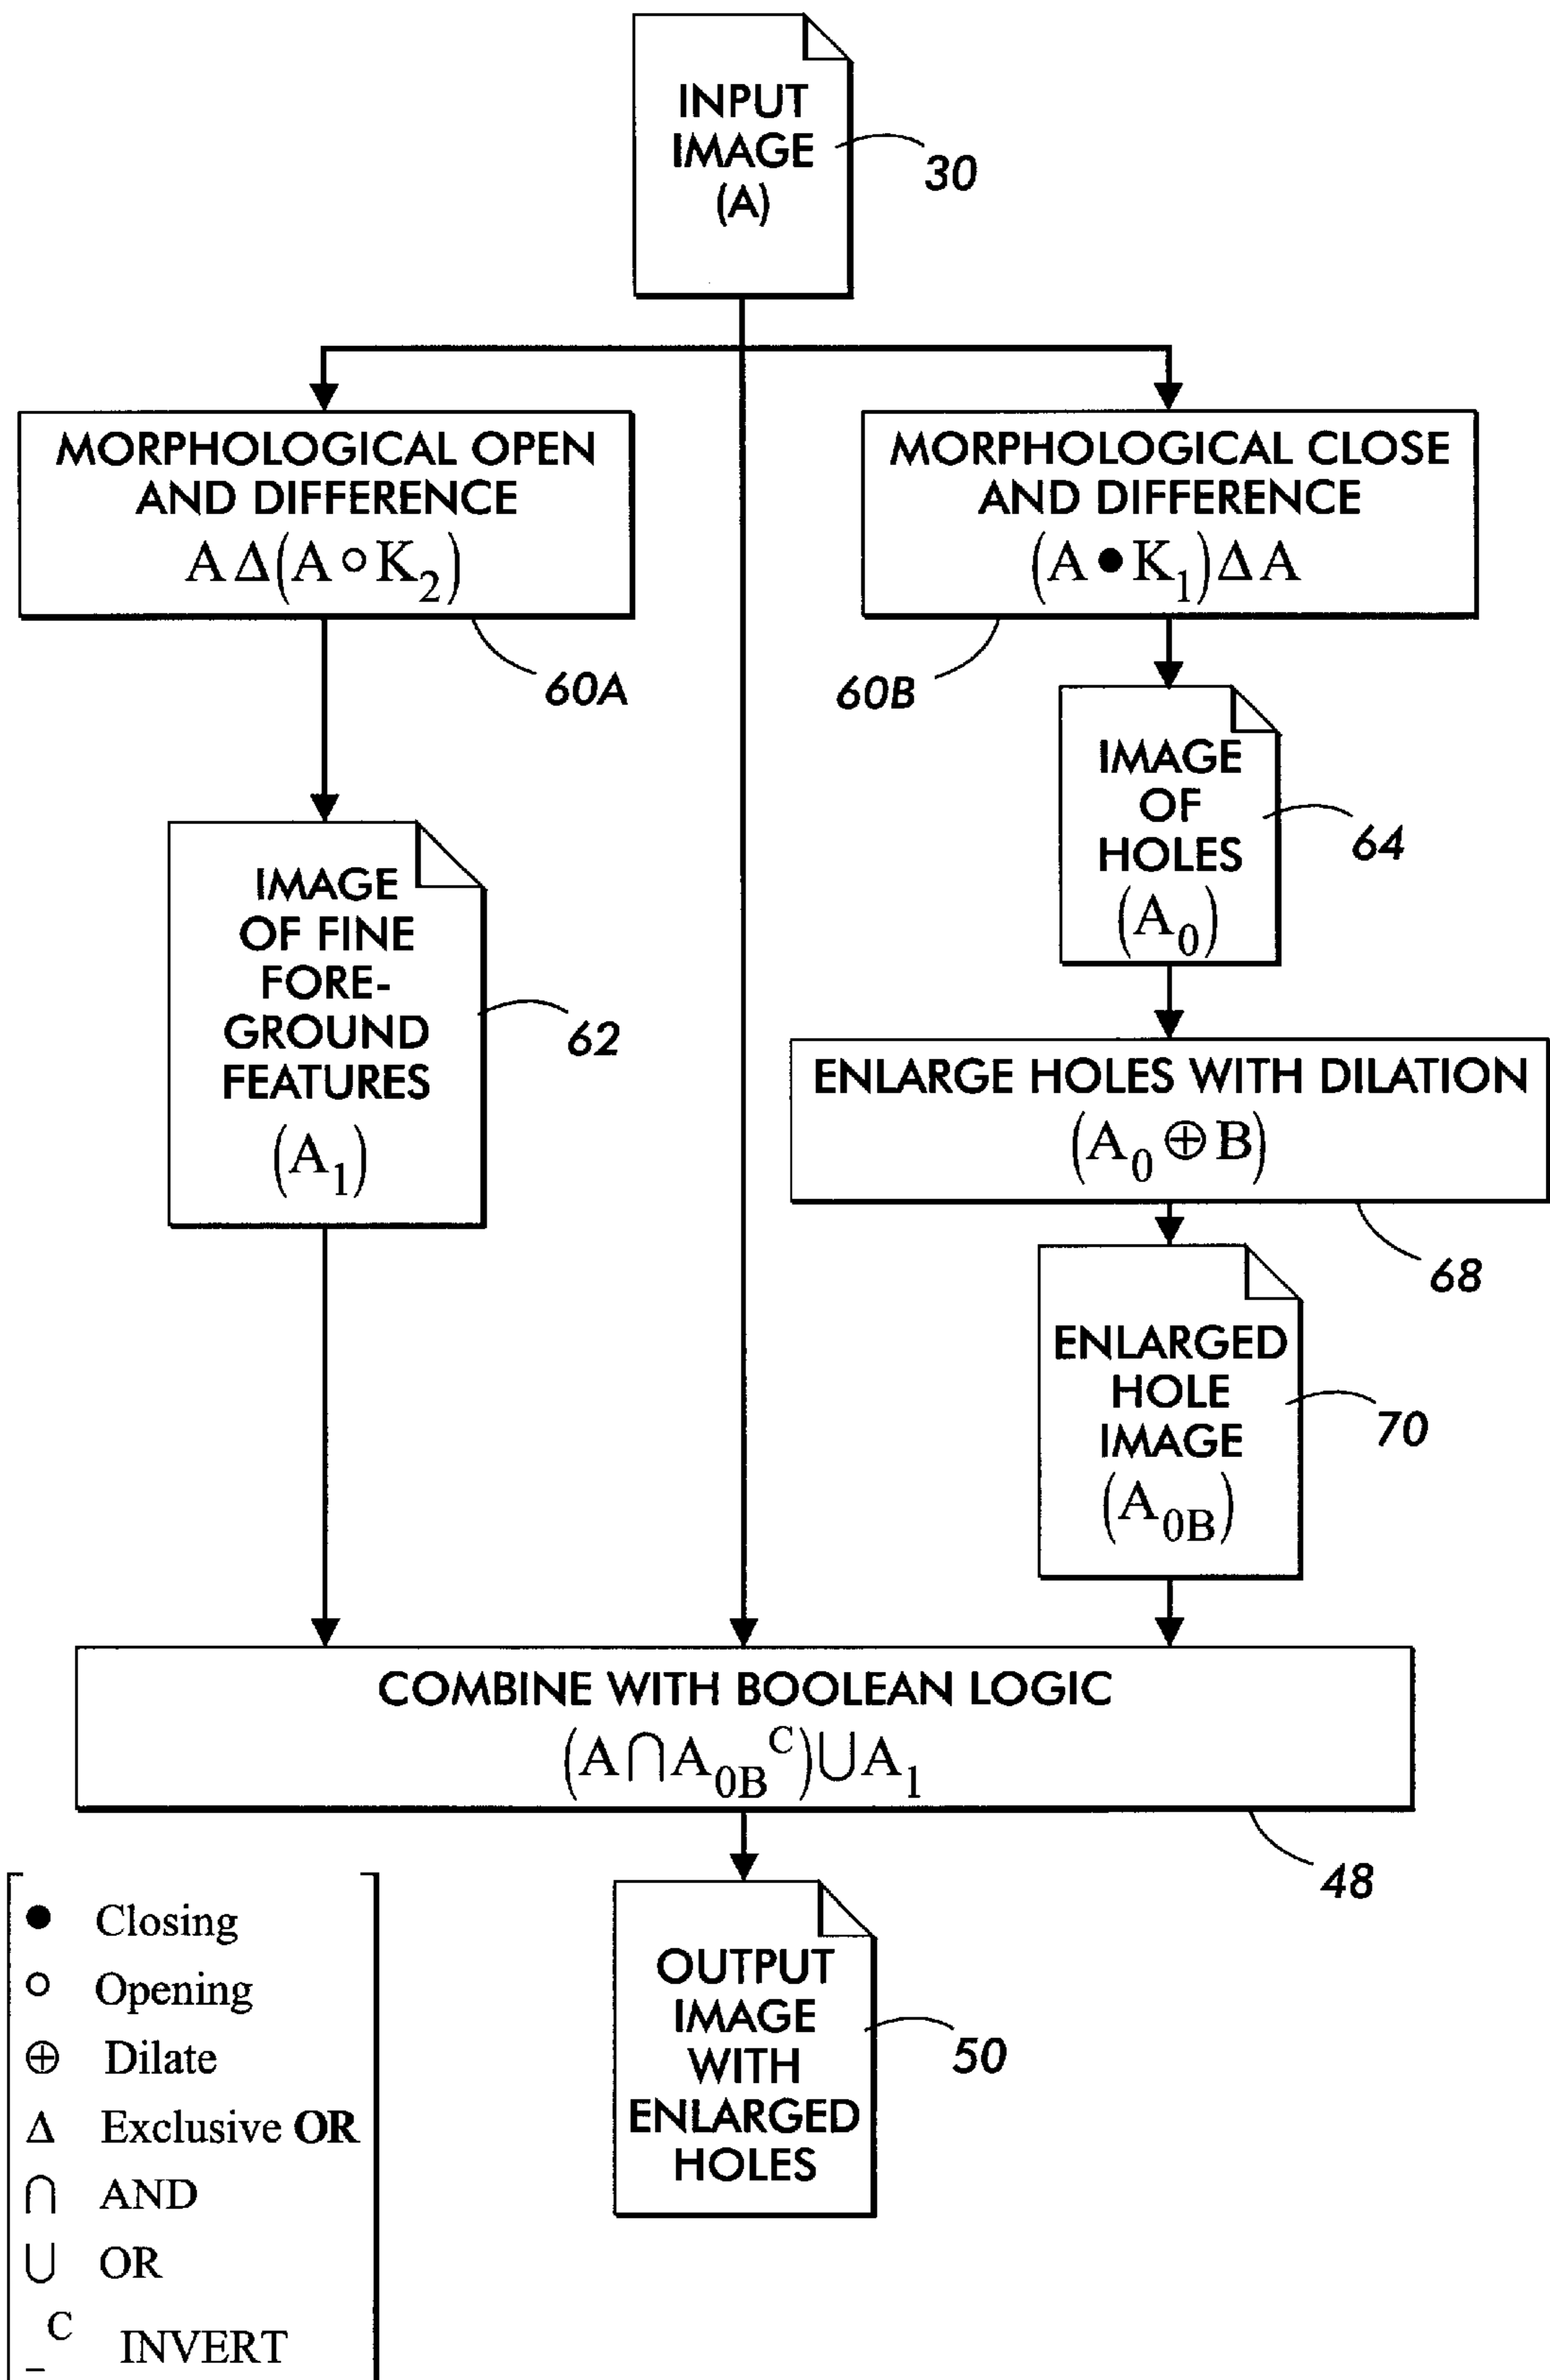 INPUT
IMAGE
(A)
30
MORPHOLOGICAL OPEN
AND DIFFERENCE
A Δ(A ○ K₂)
60A
MORPHOLOGICAL CLOSE
AND DIFFERENCE
(A ● K₁) Δ A
60B
IMAGE
OF
HOLES
(A₀)
64
IMAGE
OF FINE
FORE-
GROUND
FEATURES
(A₁)
62
ENLARGE HOLES WITH DILATION
(A₀ ⊕ B)
68
ENLARGED
HOLE
IMAGE
(A₀B)
70
COMBINE WITH BOOLEAN LOGIC
(A ∩ A₀B^C) ∪ A₁
48
OUTPUT
IMAGE
WITH
ENLARGED
HOLES
50
● Closing
○ Opening
⊕ Dilate
Δ Exclusive OR
∩ AND
∪ OR
_^C INVERT